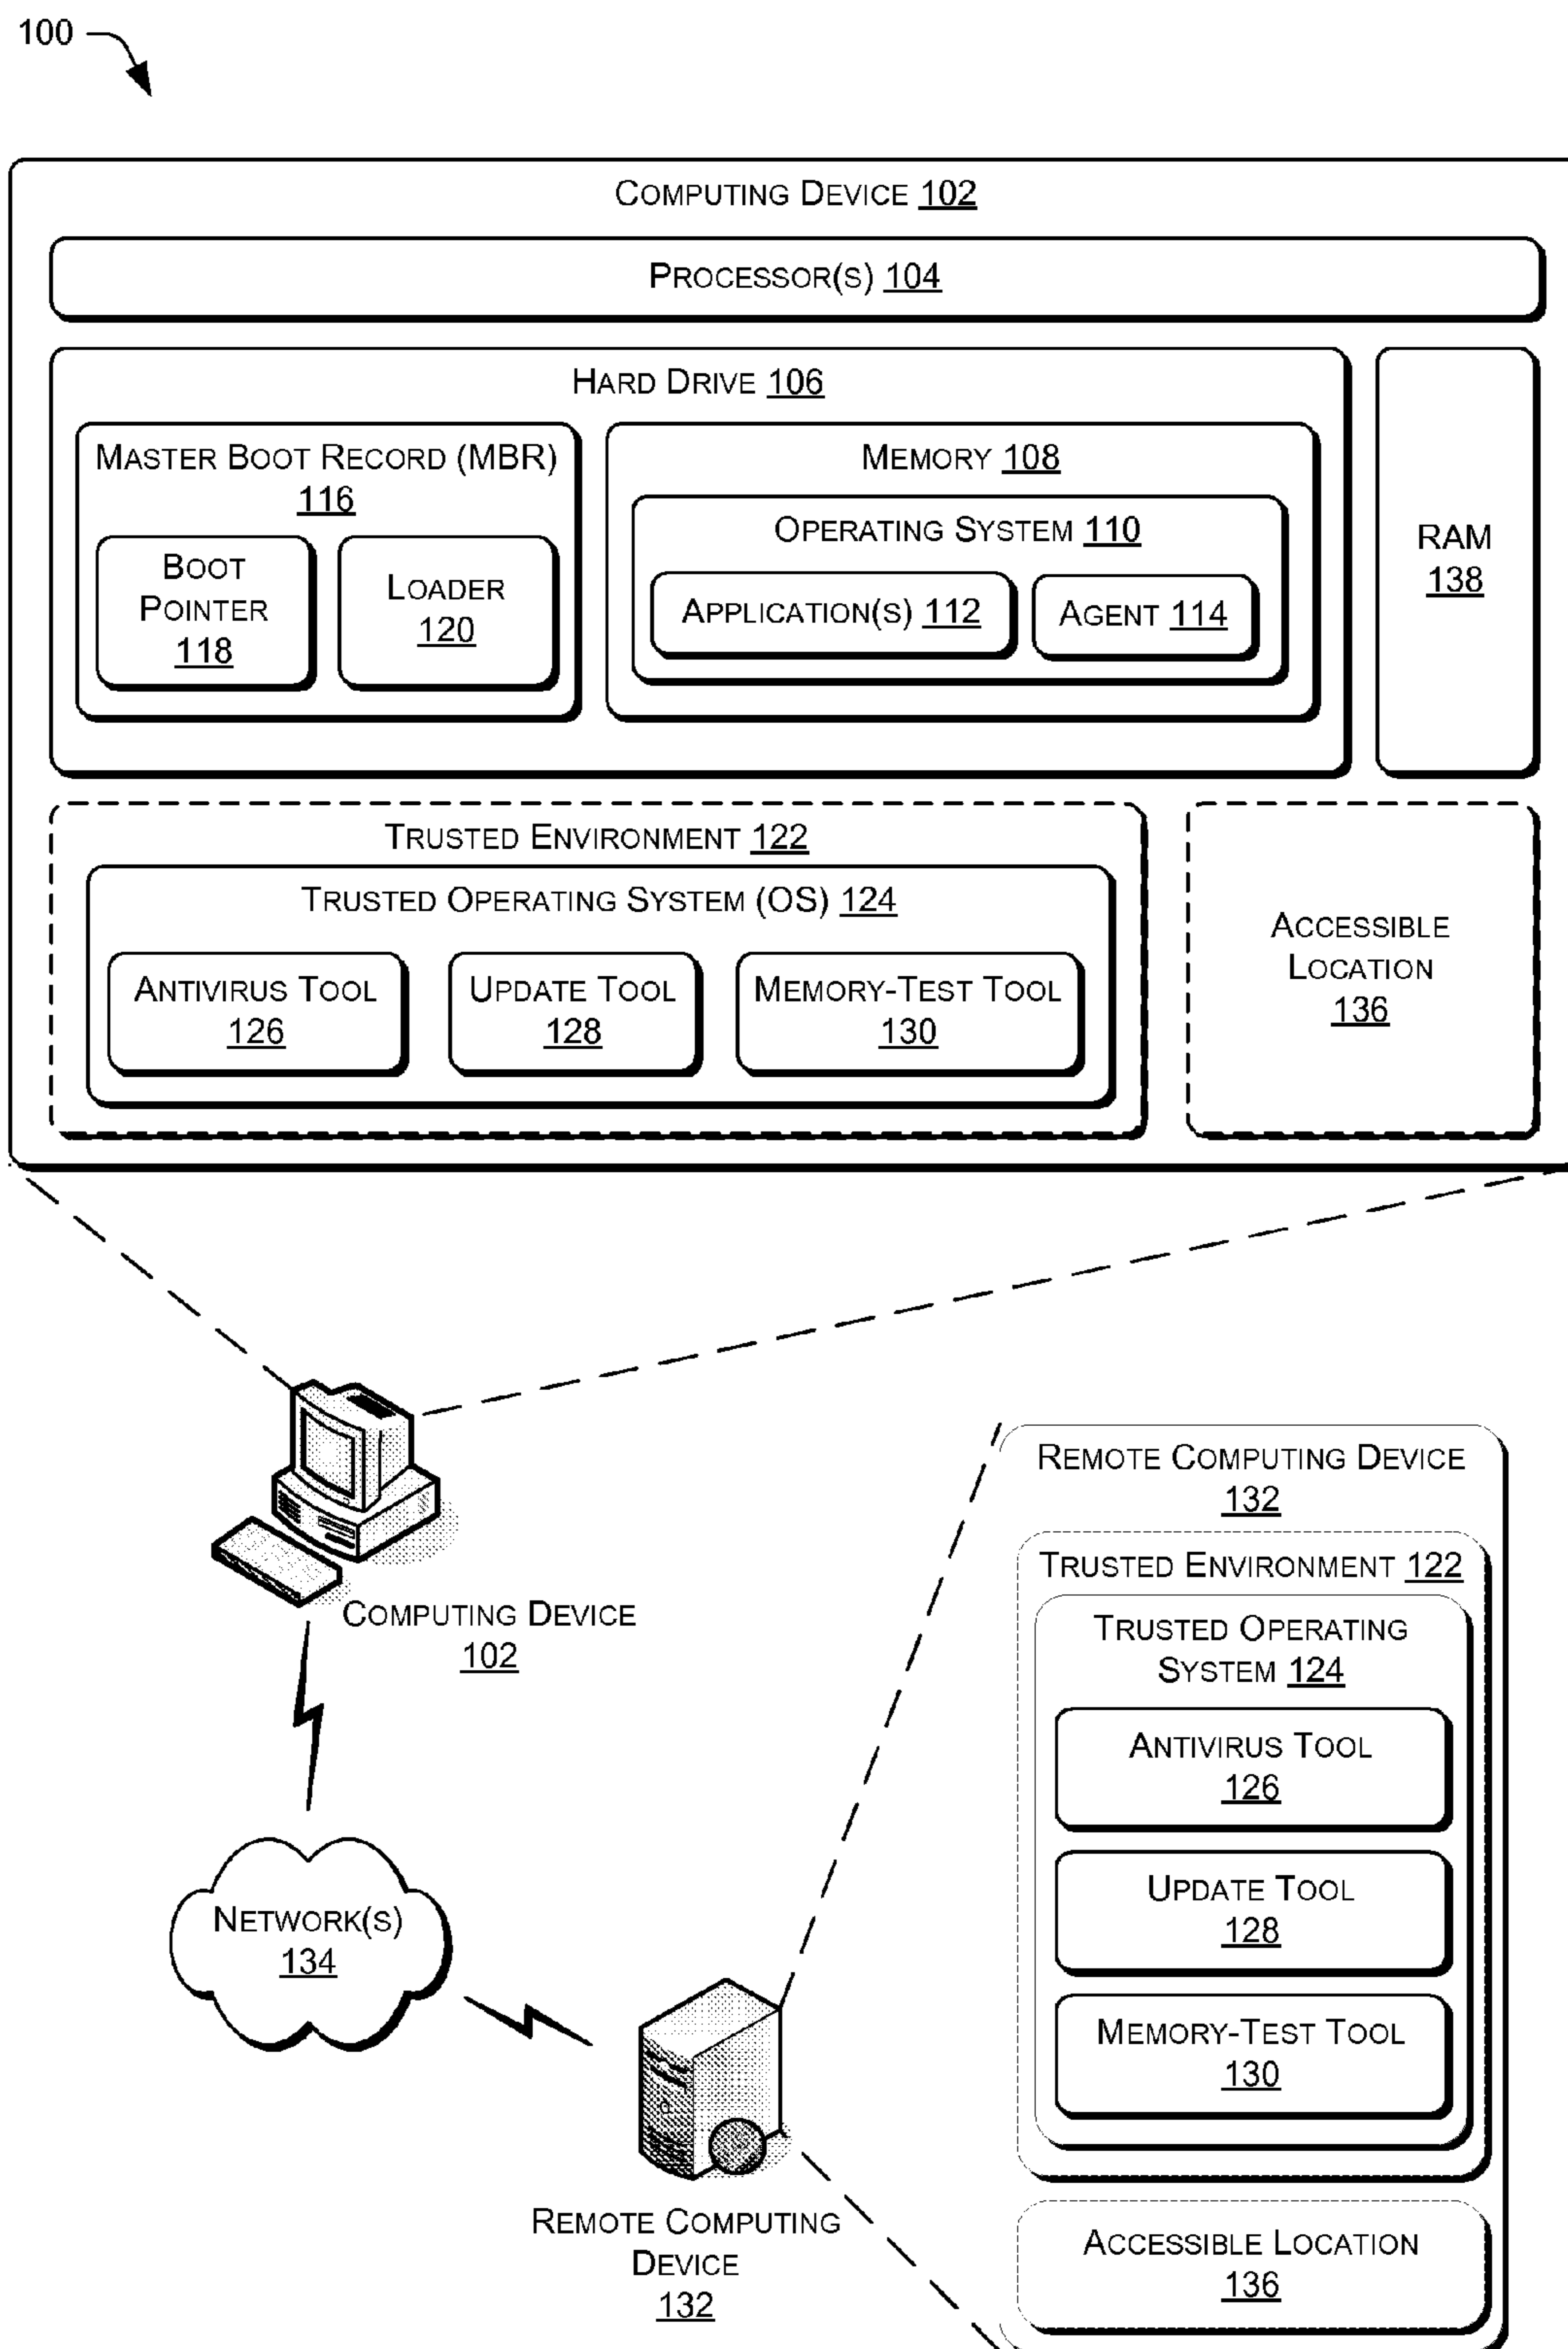 100
COMPUTING DEVICE 102
PROCESSOR(S) 104
HARD DRIVE 106
MASTER BOOT RECORD (MBR)
116
BOOT
POINTER
118
LOADER
120
MEMORY 108
OPERATING SYSTEM 110
APPLICATION(S) 112
AGENT 114
RAM
138
TRUSTED ENVIRONMENT 122
TRUSTED OPERATING SYSTEM (OS) 124
ANTIVIRUS TOOL
126
UPDATE TOOL
128
MEMORY-TEST TOOL
130
ACCESSIBLE
LOCATION
136
COMPUTING DEVICE
102
NETWORK(S)
134
REMOTE COMPUTING
DEVICE
132
REMOTE COMPUTING DEVICE
132
TRUSTED ENVIRONMENT 122
TRUSTED OPERATING
SYSTEM 124
ANTIVIRUS TOOL
126
UPDATE TOOL
128
MEMORY-TEST TOOL
130
ACCESSIBLE LOCATION
136